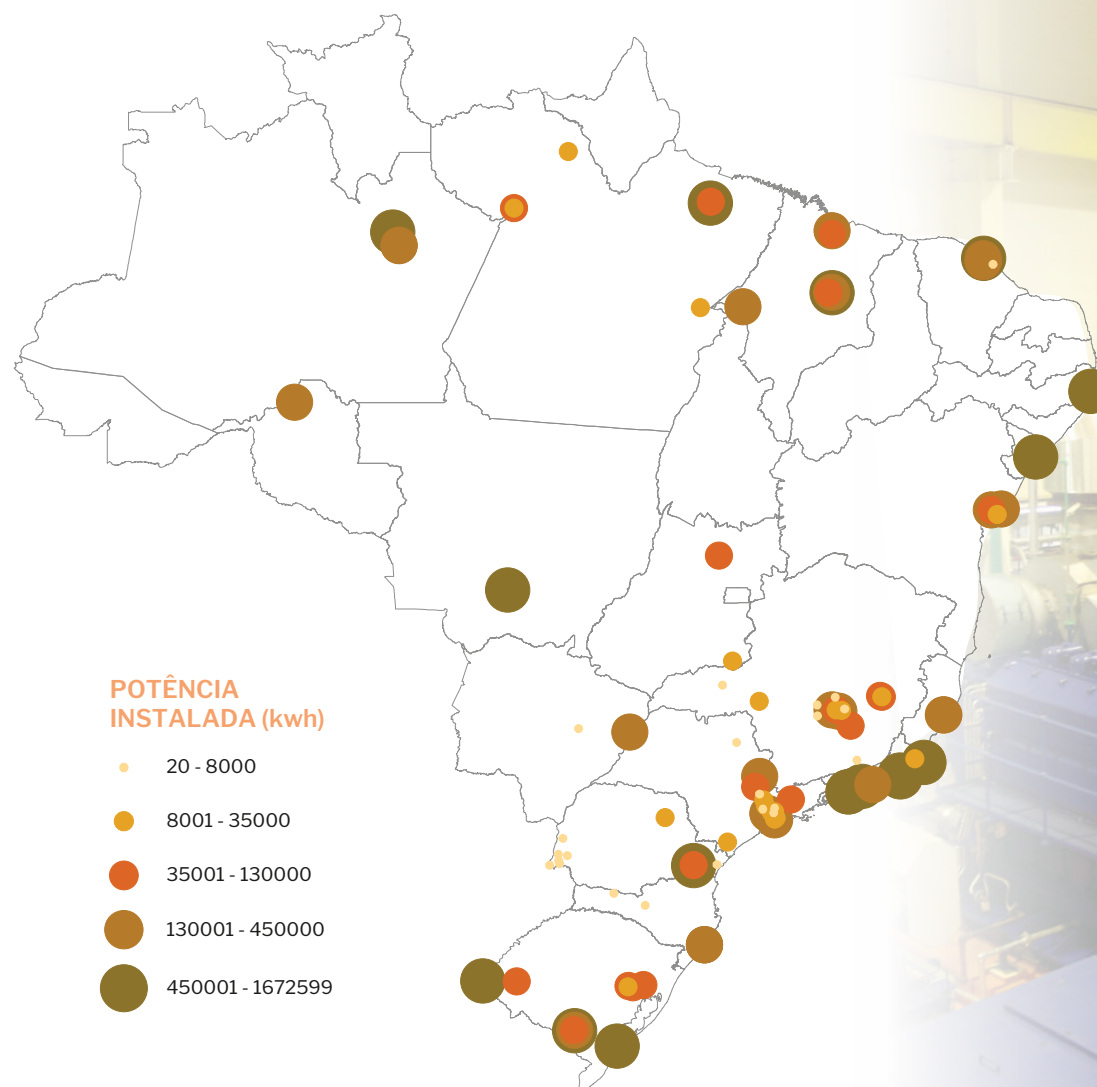 POTÊNCIA
INSTALADA (kwh)
20 - 8000
8001 - 35000
35001 - 130000
130001 - 450000
450001 - 1672599